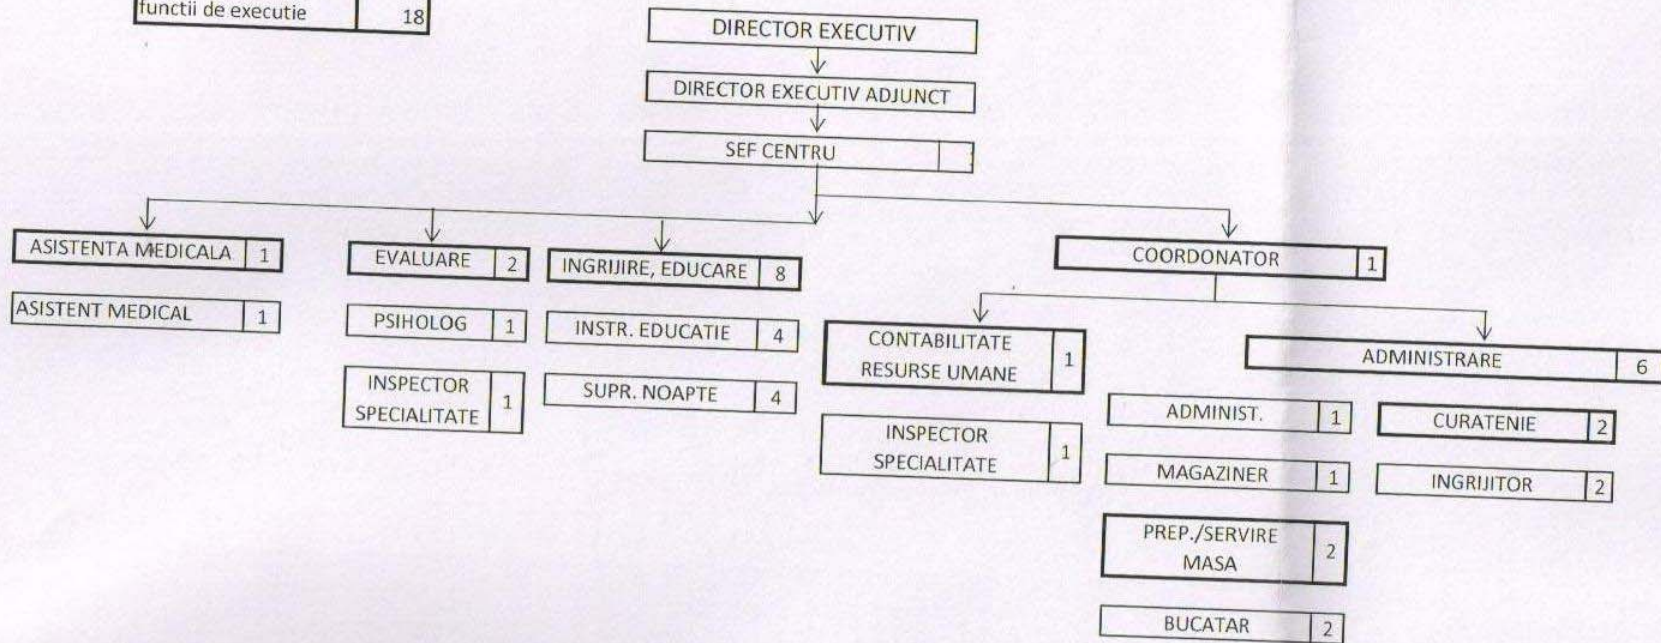 functii de executie 18
DIRECTOR EXECUTIV
DIRECTOR EXECUTIV ADJUNCT
SEF CENTRU
ASISTENTA MEDICALA 1
ASISTENT MEDICAL 1
EVALUARE 2
PSIHOLOG 1
INSPECTOR
SPECIALITATE 1
INGRIJIRE, EDUCARE 8
INSTR. EDUCATIE 4
SUPR. NOAPTE 4
COORDONATOR 1
CONTABILITATE
RESURSE UMANE 1
INSPECTOR
SPECIALITATE 1
ADMINISTRARE 6
ADMINIST. 1
MAGAZINER 1
PREP./SERVIRE
MASA 2
BUCATAR 2
CURATENIE 2
INGRIJITOR 2